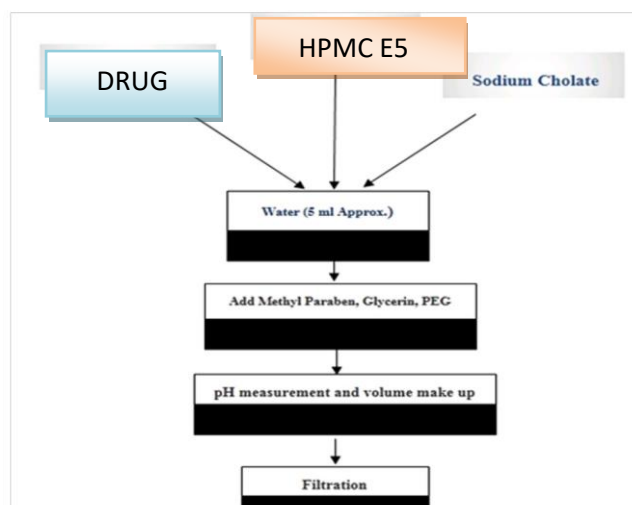 DRUG
HPMC E5
Sodium Cholate
Water (5 ml Approx.)
Add Methyl Paraben, Glycerin, PEG
pH measurement and volume make up
Filtration